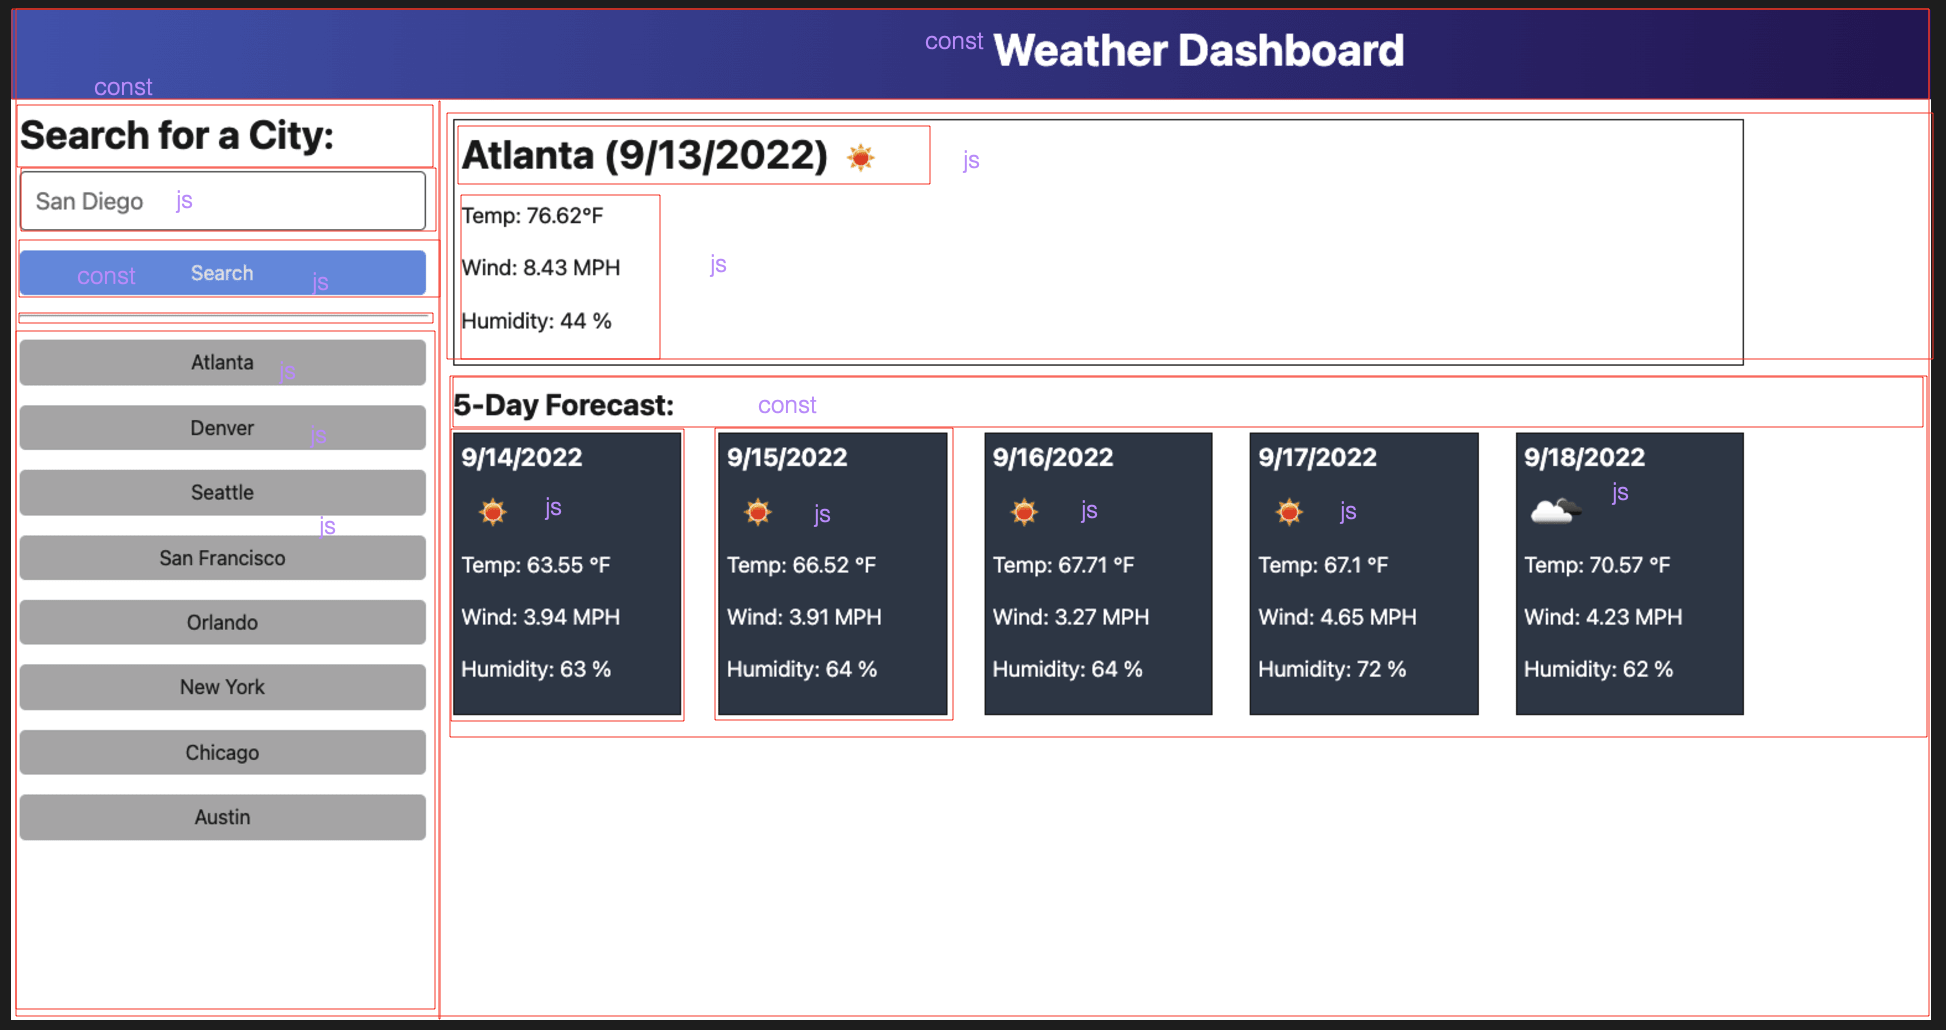 const Weather Dashboard
const
Search for a City:
San Diego js
const Search js
Atlanta js
Denver js
Seattle
js
San Francisco
Orlando
New York
Chicago
Austin
Atlanta (9/13/2022) js
Temp: 76.62°F
Wind: 8.43 MPH js
Humidity: 44 %
5-Day Forecast: const
9/14/2022
js
Temp: 63.55 °F
Wind: 3.94 MPH
Humidity: 63 %
9/15/2022
js
Temp: 66.52 °F
Wind: 3.91 MPH
Humidity: 64 %
9/16/2022
js
Temp: 67.71 °F
Wind: 3.27 MPH
Humidity: 64 %
9/17/2022
js
Temp: 67.1 °F
Wind: 4.65 MPH
Humidity: 72 %
9/18/2022
js
Temp: 70.57 °F
Wind: 4.23 MPH
Humidity: 62 %